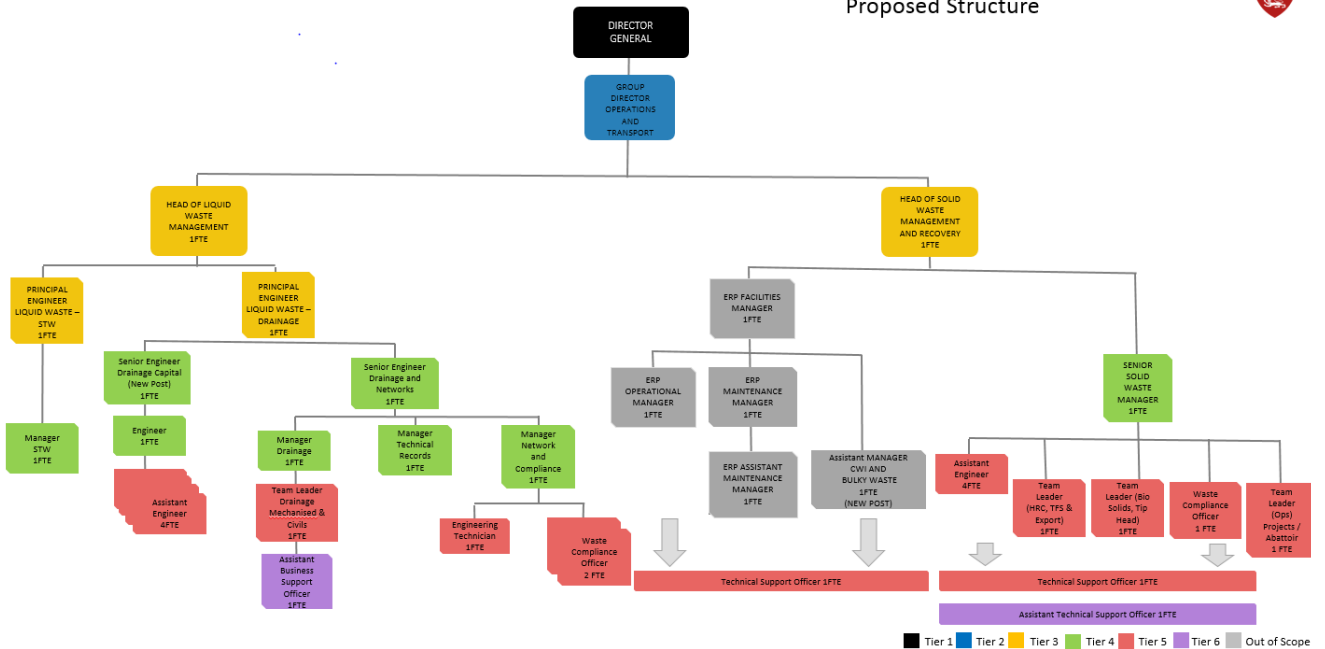 Proposed Structure
DIRECTOR
GENERAL
GROUP
DIRECTOR
OPERATIONS
AND
TRANSPORT
HEAD OF LIQUID
WASTE
MANAGEMENT
1FTE
HEAD OF SOLID
WASTE
MANAGEMENT
AND RECOVERY
1FTE
PRINCIPAL
ENGINEER
LIQUID WASTE –
STW
1FTE
PRINCIPAL
ENGINEER
LIQUID WASTE –
DRAINAGE
1FTE
ERP FACILITIES
MANAGER
1FTE
Senior Engineer
Drainage Capital
(New Post)
1FTE
Senior Engineer
Drainage and
Networks
1FTE
ERP
OPERATIONAL
MANAGER
1FTE
ERP
MAINTENANCE
MANAGER
1FTE
SENIOR
SOLID
WASTE
MANAGER
1FTE
Manager
STW
1FTE
Engineer
1FTE
Manager
Drainage
1FTE
Manager
Technical
Records
1FTE
Manager
Network
and
Compliance
1FTE
ERP ASSISTANT
MAINTENANCE
MANAGER
1FTE
Assistant MANAGER
CWI AND
BULKY WASTE
1FTE
(NEW POST)
Assistant
Engineer
4FTE
Team
Leader
(HRC, TFS &
Export)
1FTE
Team
Leader (Bio
Solids, Tip
Head)
1FTE
Waste
Compliance
Officer
1 FTE
Team
Leader
(Ops)
Projects /
Abattoir
1 FTE
Assistant
Engineer
4FTE
Team Leader
Drainage
Mechanised &
Civils
1FTE
Engineering
Technician
1FTE
Waste
Compliance
Officer
2 FTE
Assistant
Business
Support
Officer
1FTE
Technical Support Officer 1FTE
Technical Support Officer 1FTE
Assistant Technical Support Officer 1FTE
Tier 1 Tier 2 Tier 3 Tier 4 Tier 5 Tier 6 Out of Scope